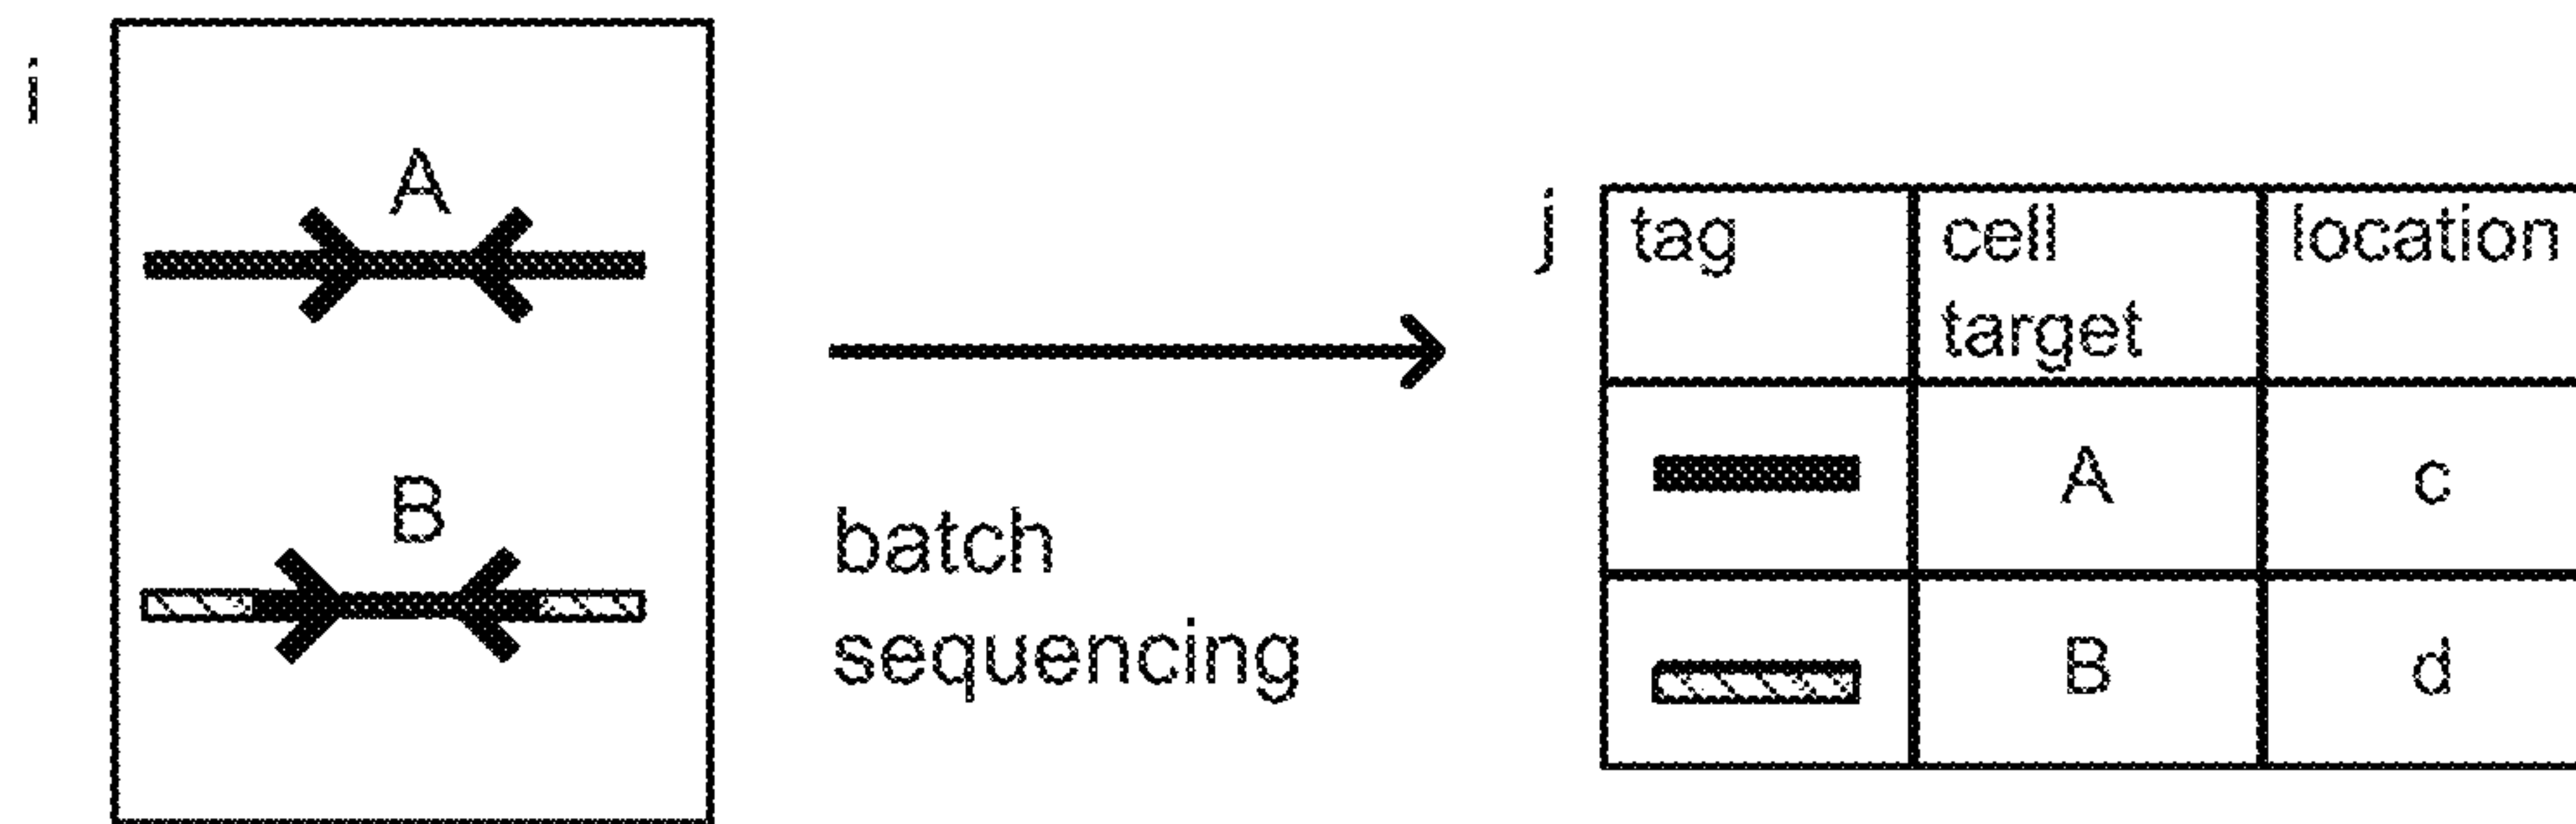 i
A
B
batch
sequencing
j
tag cell target location
A c
B d